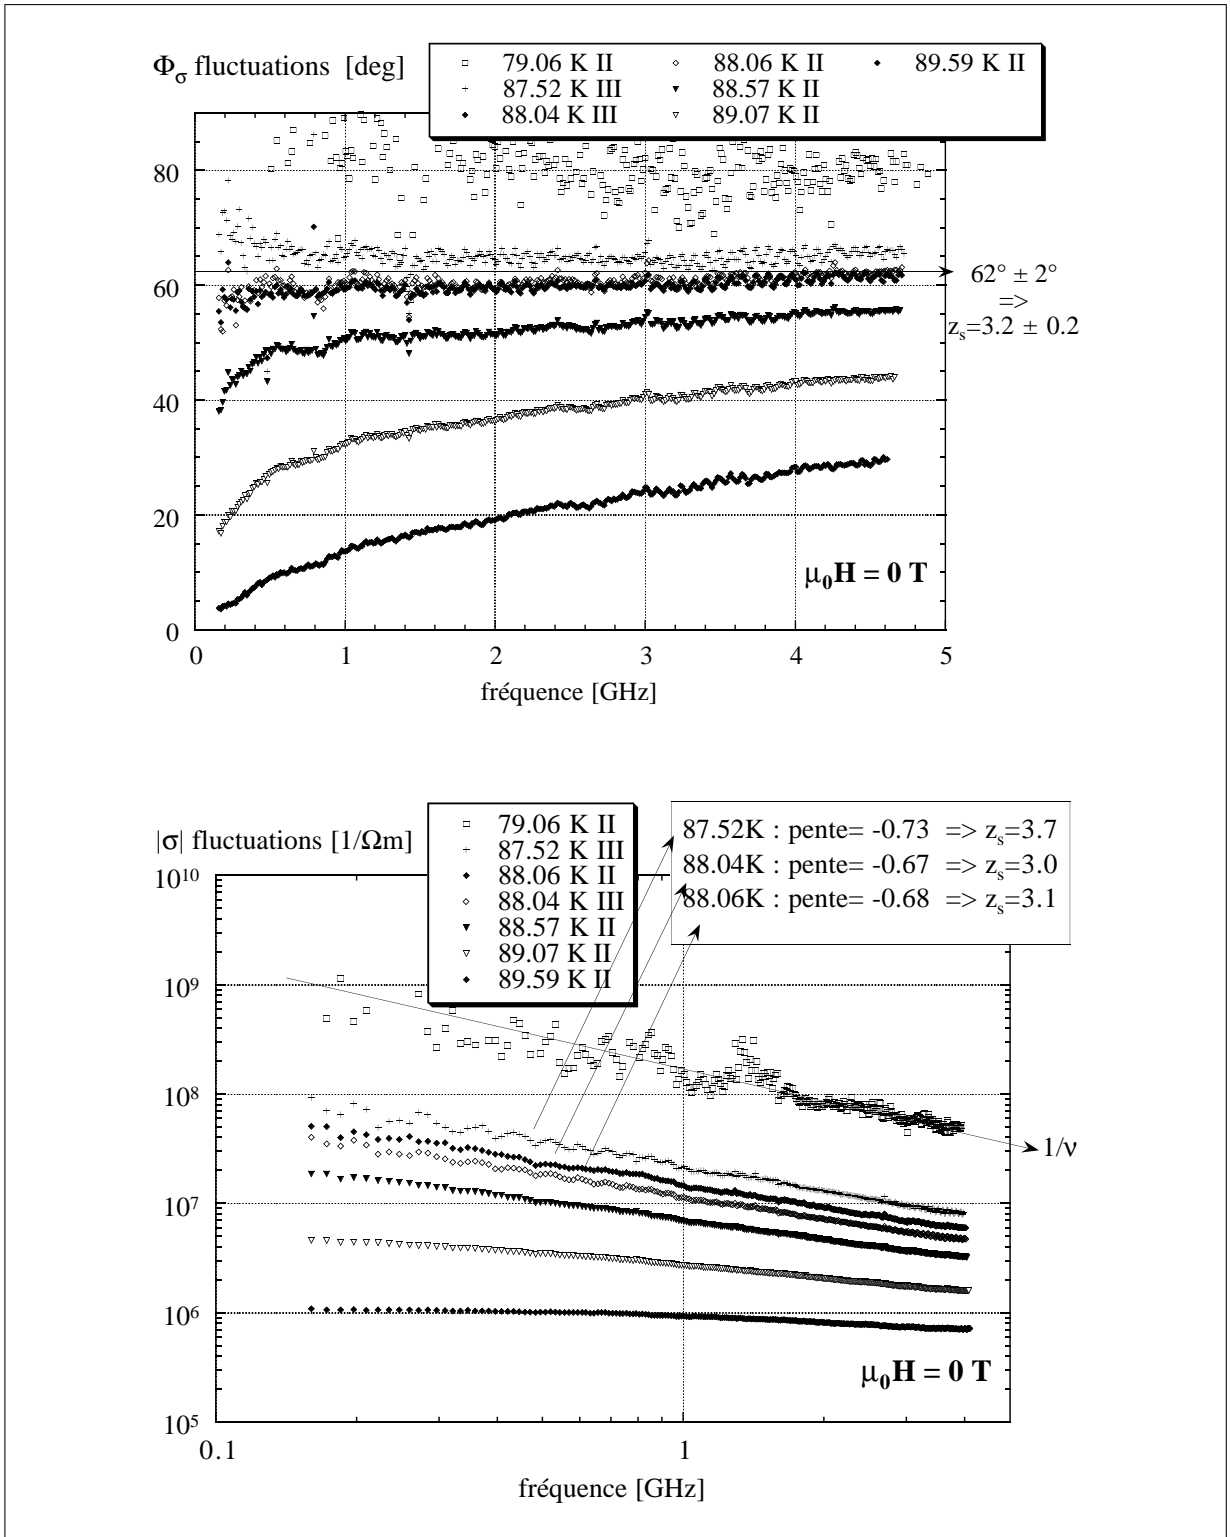 Φσ fluctuations [deg]
79.06 K II 88.06 K II 89.59 K II
87.52 K III 88.57 K II
88.04 K III 89.07 K II
80
60
40
20
0
62° ± 2°
=>
zs=3.2 ± 0.2
μ0H = 0 T
0 1 2 3 4 5
fréquence [GHz]
|σ| fluctuations [1/Ωm]
79.06 K II
87.52 K III
88.06 K II
88.04 K III
88.57 K II
89.07 K II
89.59 K II
87.52K : pente= -0.73 => zs=3.7
88.04K : pente= -0.67 => zs=3.0
88.06K : pente= -0.68 => zs=3.1
10^10
10^9
10^8
1/ν
10^7
10^6
μ0H = 0 T
10^5
0.1 1
fréquence [GHz]